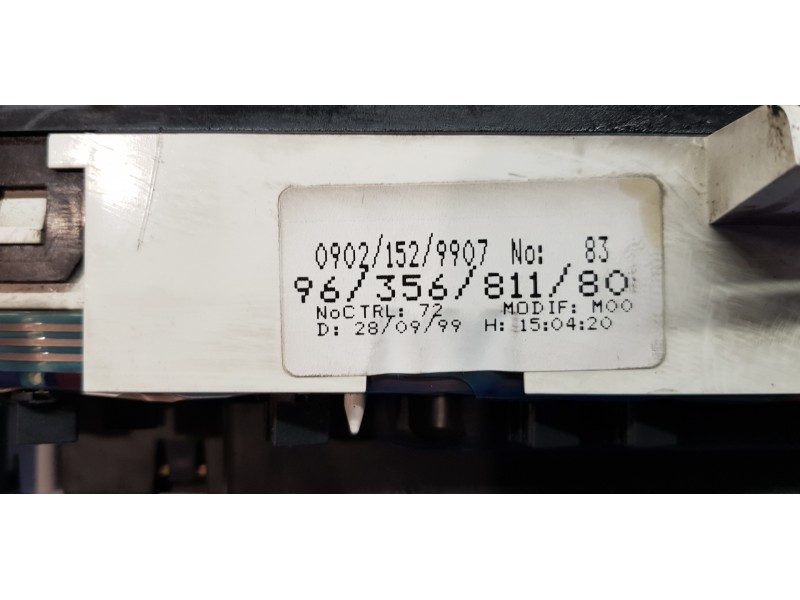 0902/152/9907 No: 83
96/356/811/80
NoCTRL: 72 MODIF: M00
D: 28/09/99 H: 15:04:20